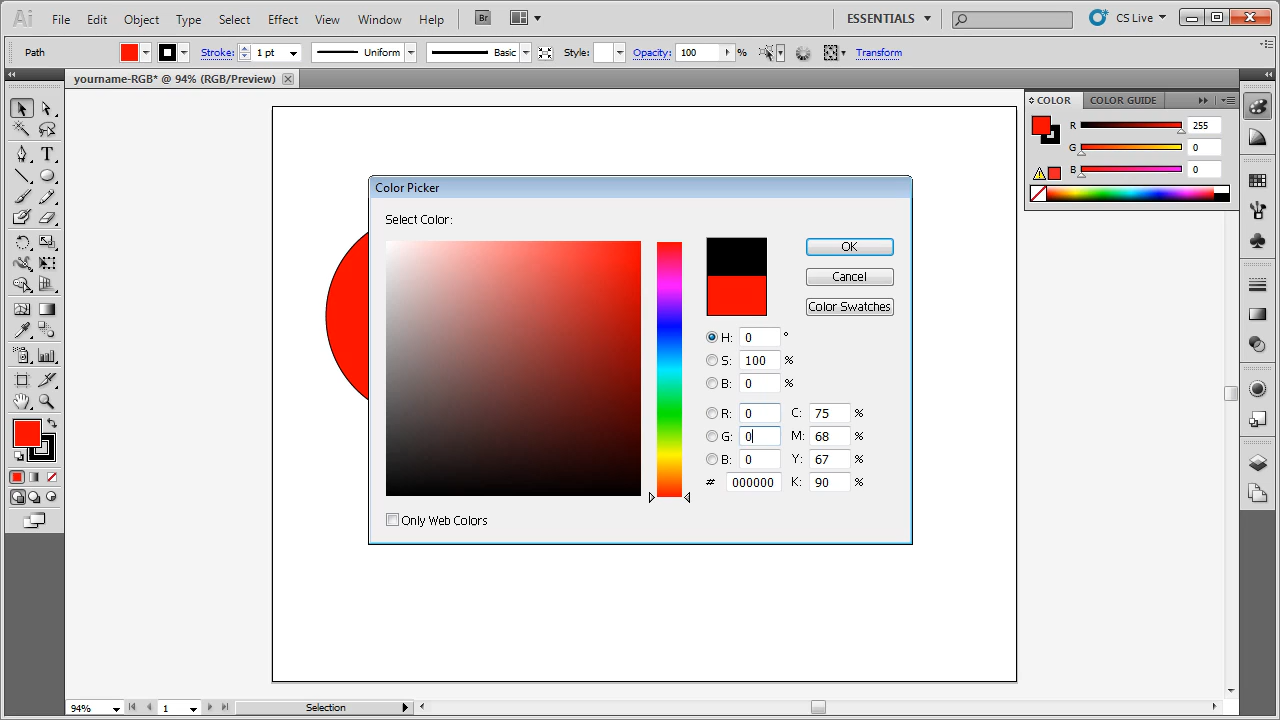 Ai File Edit Object Type Select Effect View Window Help Br ESSENTIALS CS Live
Path Stroke: 1 pt Uniform Basic Style: Opacity: 100 % Transform
yourname-RGB* @ 94% (RGB/Preview)
COLOR COLOR GUIDE
R 255
G 0
B 0
Color Picker
Select Color:
OK
Cancel
Color Swatches
H: 0 °
S: 100 %
B: 0 %
R: 0 C: 75 %
G: 0 M: 68 %
B: 0 Y: 67 %
# 000000 K: 90 %
Only Web Colors
94% 1 Selection